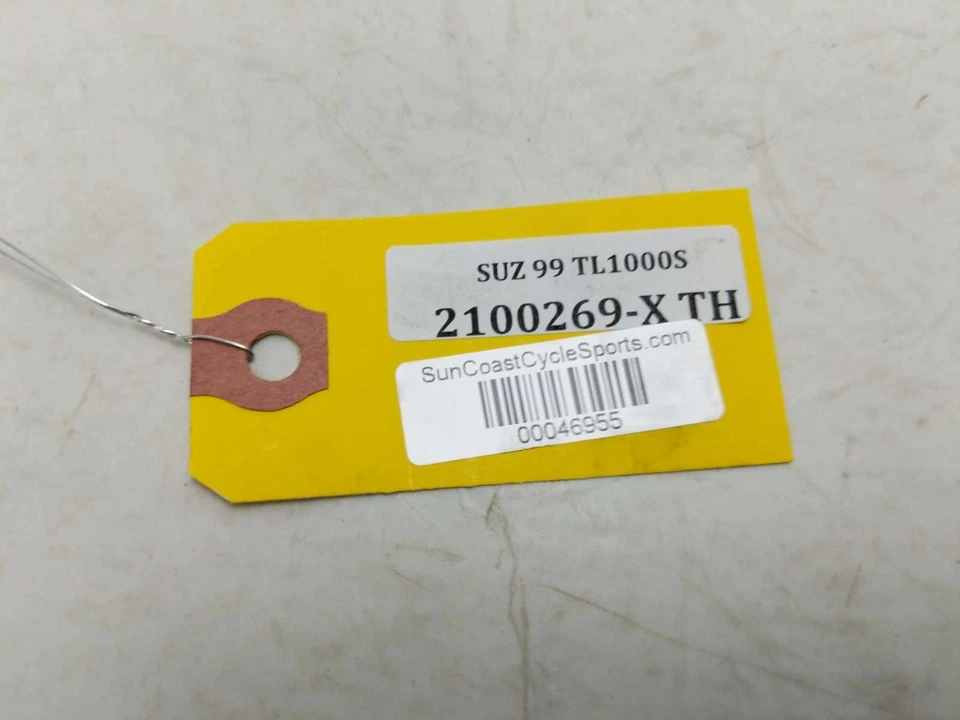 SUZ 99 TL1000S
2100269-X TH
SunCoastCycleSports.com
00046955